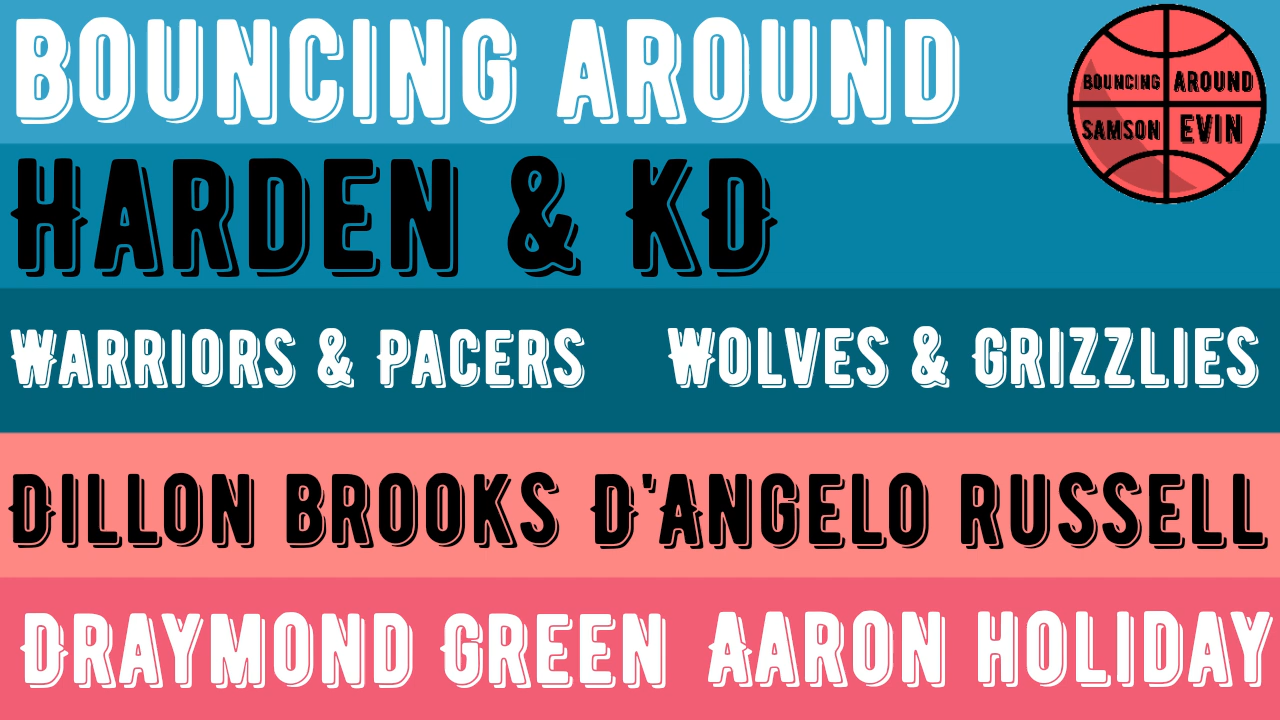 BOUNCING AROUND
BOUNCING AROUND
SAMSON EVIN
HARDEN & KD
WARRIORS & PACERS WOLVES & GRIZZLIES
DILLON BROOKS D'ANGELO RUSSELL
DRAYMOND GREEN AARON HOLIDAY